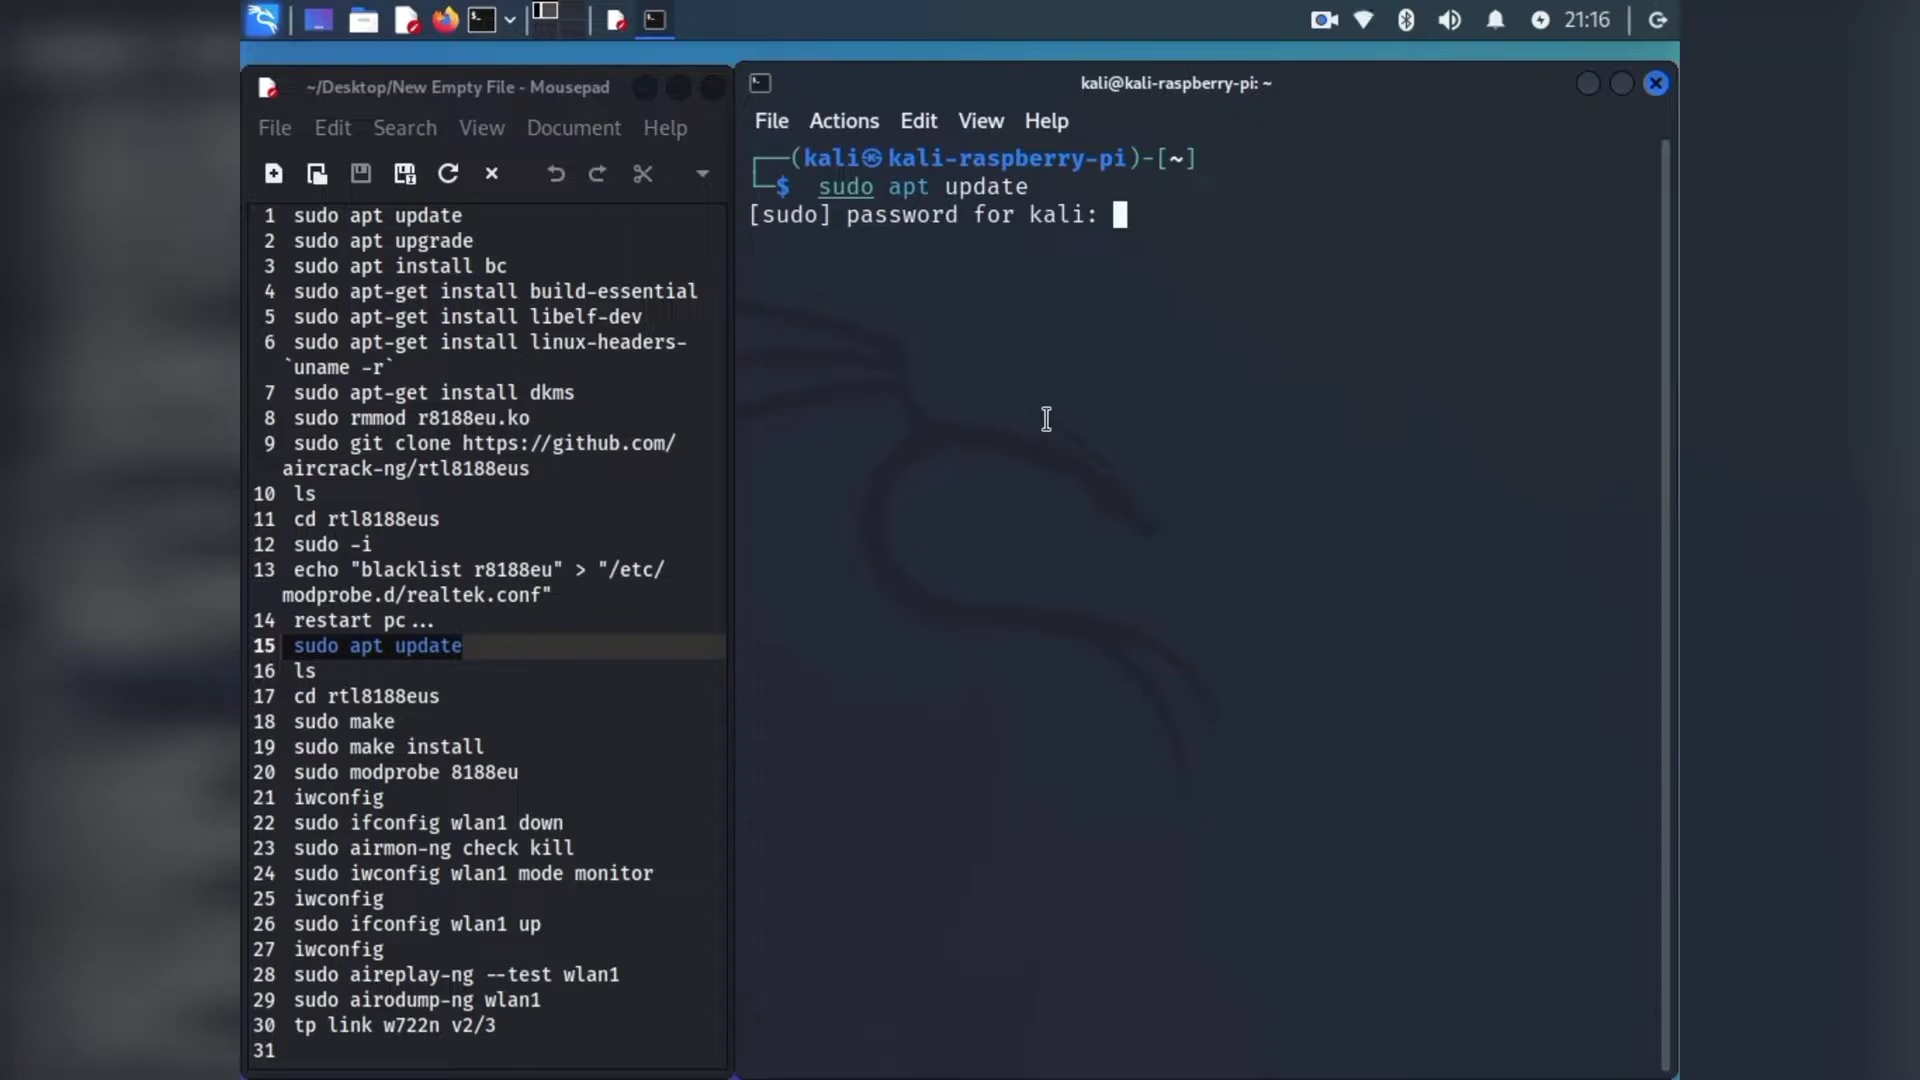 21:16
~/Desktop/New Empty File - Mousepad
File Edit Search View Document Help
1 sudo apt update
2 sudo apt upgrade
3 sudo apt install bc
4 sudo apt-get install build-essential
5 sudo apt-get install libelf-dev
6 sudo apt-get install linux-headers-
`uname -r`
7 sudo apt-get install dkms
8 sudo rmmod r8188eu.ko
9 sudo git clone https://github.com/
aircrack-ng/rtl8188eus
10 ls
11 cd rtl8188eus
12 sudo -i
13 echo "blacklist r8188eu" > "/etc/
modprobe.d/realtek.conf"
14 restart pc...
15 sudo apt update
16 ls
17 cd rtl8188eus
18 sudo make
19 sudo make install
20 sudo modprobe 8188eu
21 iwconfig
22 sudo ifconfig wlan1 down
23 sudo airmon-ng check kill
24 sudo iwconfig wlan1 mode monitor
25 iwconfig
26 sudo ifconfig wlan1 up
27 iwconfig
28 sudo aireplay-ng --test wlan1
29 sudo airodump-ng wlan1
30 tp link w722n v2/3
31
kali@kali-raspberry-pi: ~
File Actions Edit View Help
┌──(kali㉿kali-raspberry-pi)-[~]
└─$ sudo apt update
[sudo] password for kali: